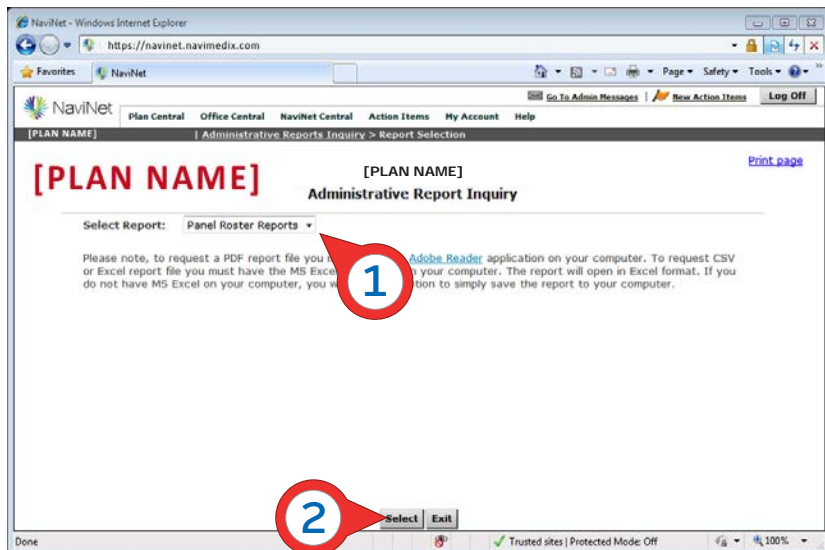 NaviNet - Windows Internet Explorer
https://navinet.navimedix.com
Favorites NaviNet Page Safety Tools
Go To Admin Messages | New Action Items Log Off
NaviNet Plan Central Office Central NaviNet Central Action Items My Account Help
[PLAN NAME] | Administrative Reports Inquiry > Report Selection
Print page
[PLAN NAME] [PLAN NAME]
Administrative Report Inquiry
Select Report: Panel Roster Reports
Please note, to request a PDF report file you Adobe Reader application on your computer. To request CSV
or Excel report file you must have the MS Exce n your computer. The report will open in Excel format. If you
do not have MS Excel on your computer, you w tion to simply save the report to your computer.
1
2 Select Exit
Done Trusted sites | Protected Mode: Off 100%